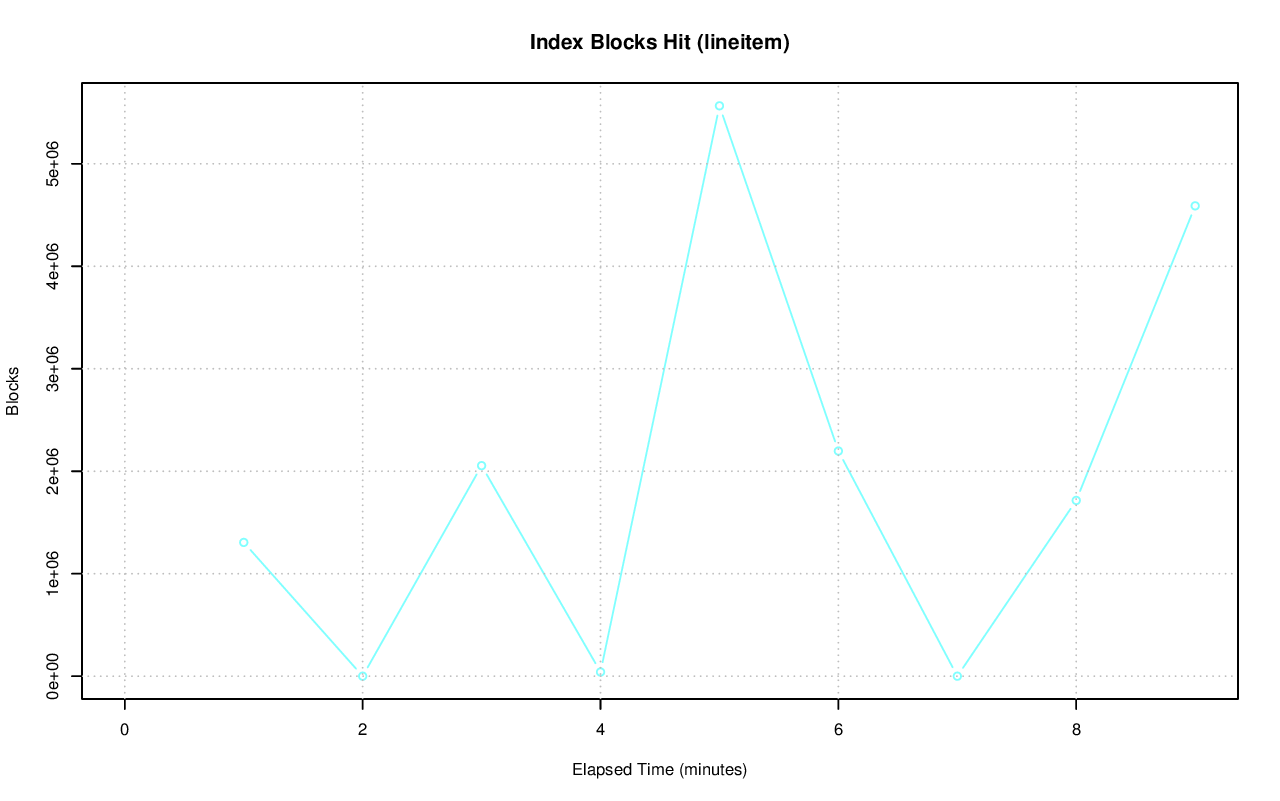 Index Blocks Hit (lineitem)
Blocks
5e+06
4e+06
3e+06
2e+06
1e+06
0e+00
0 2 4 6 8
Elapsed Time (minutes)